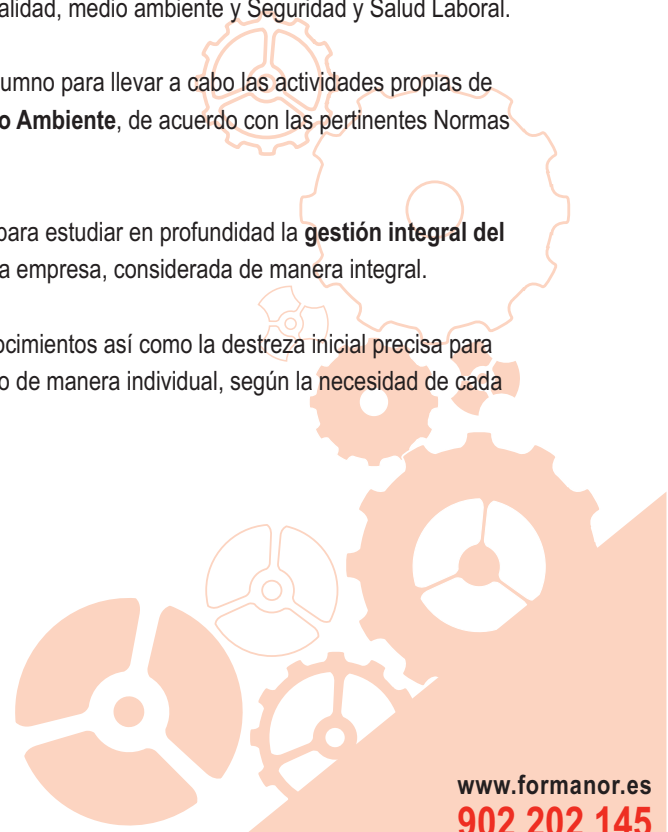 alidad, medio ambiente y Seguridad y Salud Laboral.
umno para llevar a cabo las actividades propias de
o Ambiente, de acuerdo con las pertinentes Normas
para estudiar en profundidad la gestión integral del
a empresa, considerada de manera integral.
ocimientos así como la destreza inicial precisa para
o de manera individual, según la necesidad de cada
www.formanor.es
902 202 145